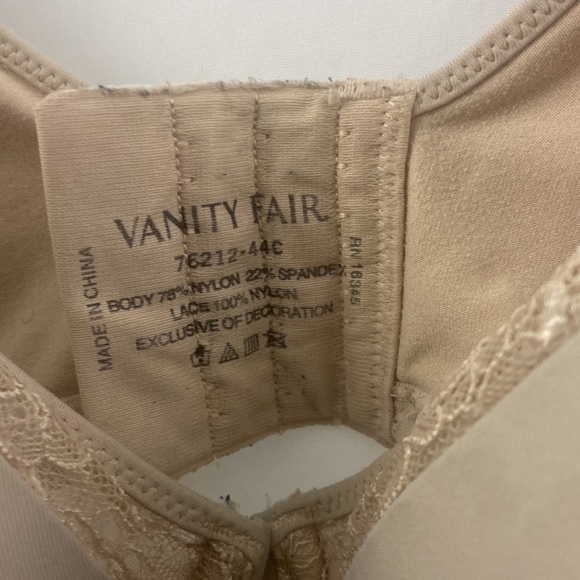 VANITY FAIR.
76212-44C
BODY 78% NYLON 22% SPANDEX
LACE 100% NYLON
EXCLUSIVE OF DECORATION
MADE IN CHINA
RN 16345